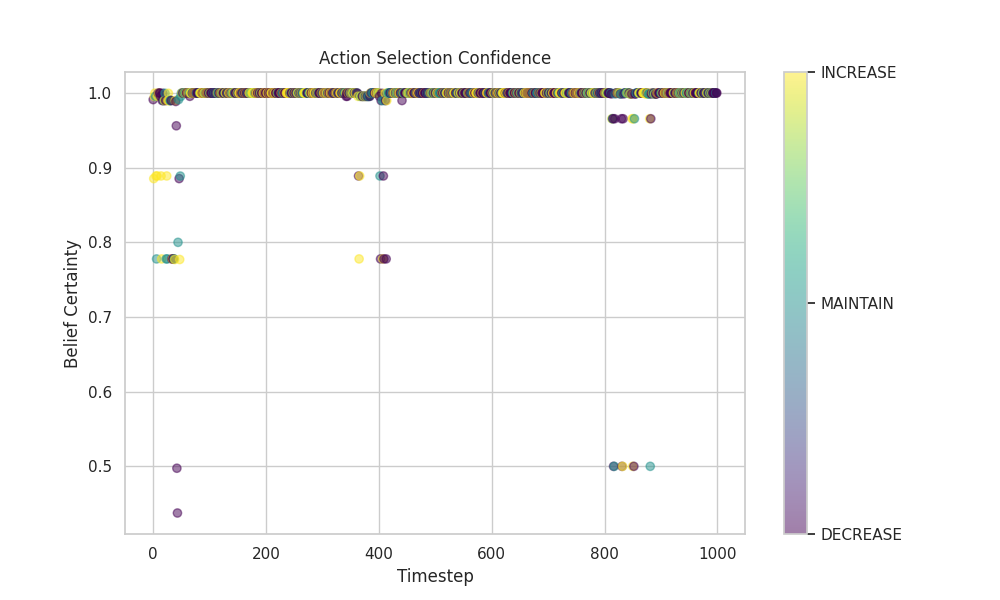 Action Selection Confidence
Belief Certainty
1.0
0.9
0.8
0.7
0.6
0.5
0
200
400
600
800
1000
Timestep
INCREASE
MAINTAIN
DECREASE